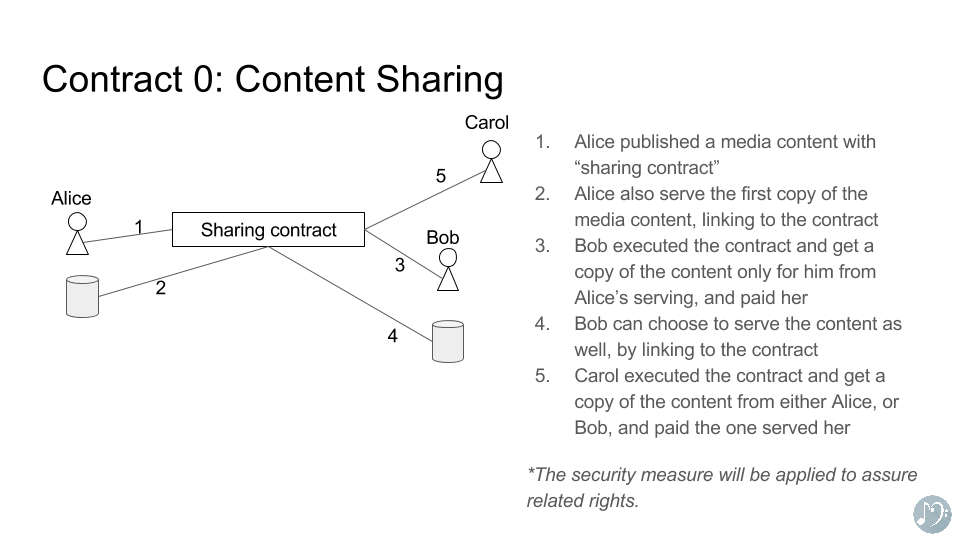 Contract 0: Content Sharing
Carol
5
Alice
1
Sharing contract
Bob
3
2
4
1. Alice published a media content with
“sharing contract”
2. Alice also serve the first copy of the
media content, linking to the contract
3. Bob executed the contract and get a
copy of the content only for him from
Alice’s serving, and paid her
4. Bob can choose to serve the content as
well, by linking to the contract
5. Carol executed the contract and get a
copy of the content from either Alice, or
Bob, and paid the one served her
*The security measure will be applied to assure
related rights.